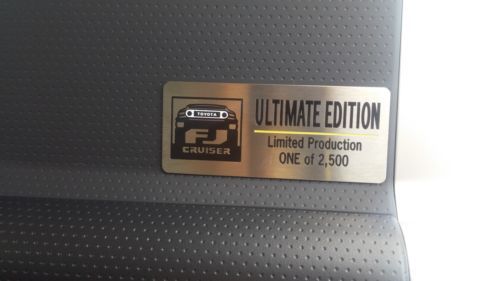 TOYOTA
FJ
CRUISER
ULTIMATE EDITION
Limited Production
ONE of 2,500